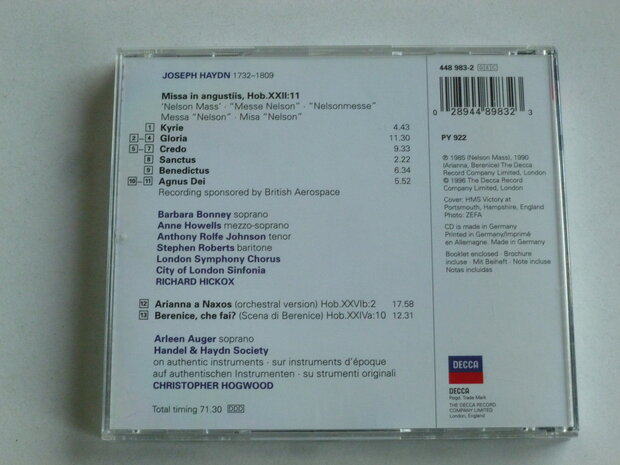 JOSEPH HAYDN 1732–1809
Missa in angustiis, Hob.XXII:11
'Nelson Mass' · "Messe Nelson" · "Nelsonmesse"
Messa "Nelson" · Misa "Nelson"
1 Kyrie 4.43
2–4 Gloria 11.30
5–7 Credo 9.33
8 Sanctus 2.22
9 Benedictus 6.34
10–11 Agnus Dei 5.52
Recording sponsored by British Aerospace
Barbara Bonney soprano
Anne Howells mezzo-soprano
Anthony Rolfe Johnson tenor
Stephen Roberts baritone
London Symphony Chorus
City of London Sinfonia
RICHARD HICKOX
12 Arianna a Naxos (orchestral version) Hob.XXVIb:2 17.58
13 Berenice, che fai? (Scena di Berenice) Hob.XXIVa:10 12.31
Arleen Auger soprano
Handel & Haydn Society
on authentic instruments · sur instruments d'époque
auf authentischen Instrumenten · su strumenti originali
CHRISTOPHER HOGWOOD
Total timing 71.30 DDD
448 983-2
0 28944 89832 3
PY 922
℗ 1985 (Nelson Mass), 1990
(Arianna, Berenice) The Decca
Record Company Limited, London
© 1996 The Decca Record
Company Limited, London
Cover: HMS Victory at
Portsmouth, Hampshire, England
Photo: ZEFA
CD is made in Germany
Printed in Germany/Imprimé
en Allemagne. Made in Germany
Booklet enclosed · Brochure
incluse · Mit Beiheft · Note incluse
Notas incluidas
DECCA
DECCA
Regd. Trade Mark
THE DECCA RECORD
COMPANY LIMITED
London, England